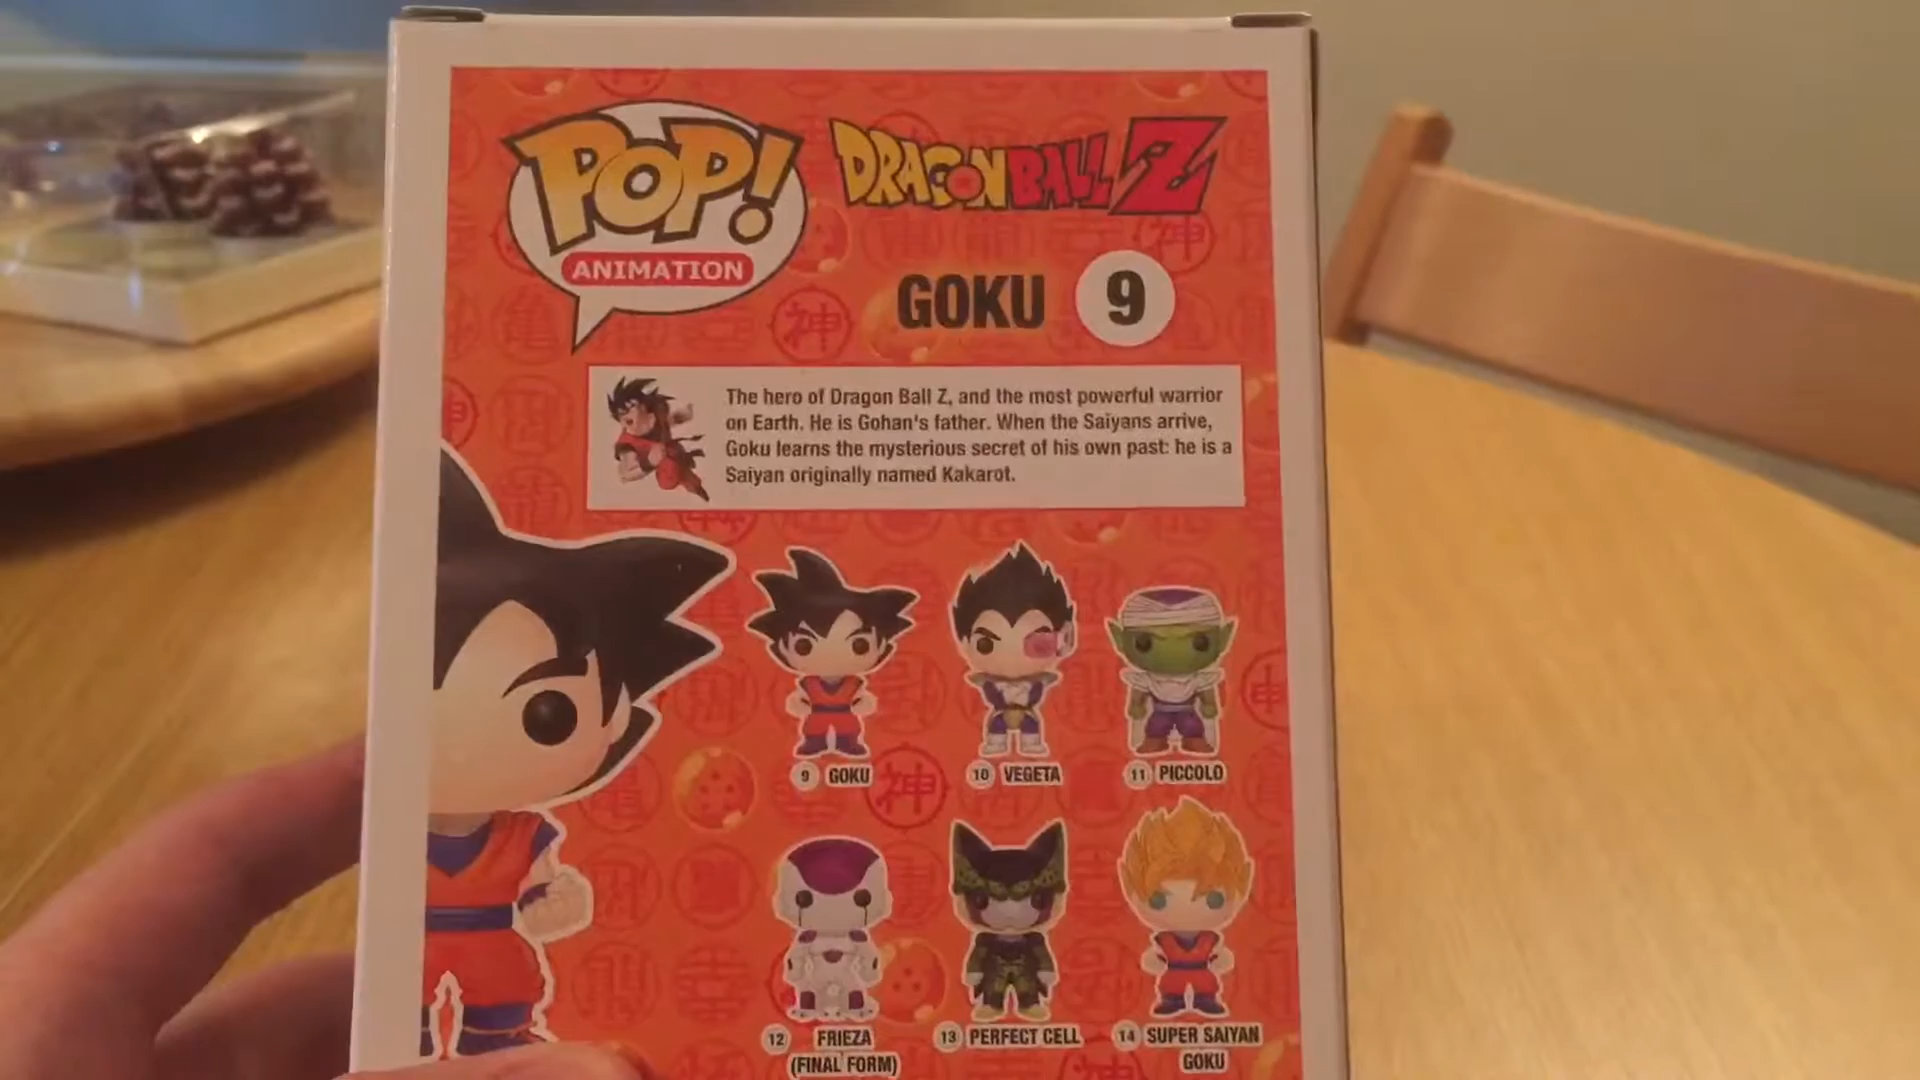 POP!
ANIMATION
DRAGON BALL Z
GOKU 9
The hero of Dragon Ball Z, and the most powerful warrior
on Earth. He is Gohan's father. When the Saiyans arrive,
Goku learns the mysterious secret of his own past: he is a
Saiyan originally named Kakarot.
9 GOKU
10 VEGETA
11 PICCOLO
12 FRIEZA
(FINAL FORM)
13 PERFECT CELL
14 SUPER SAIYAN
GOKU
神
神
神